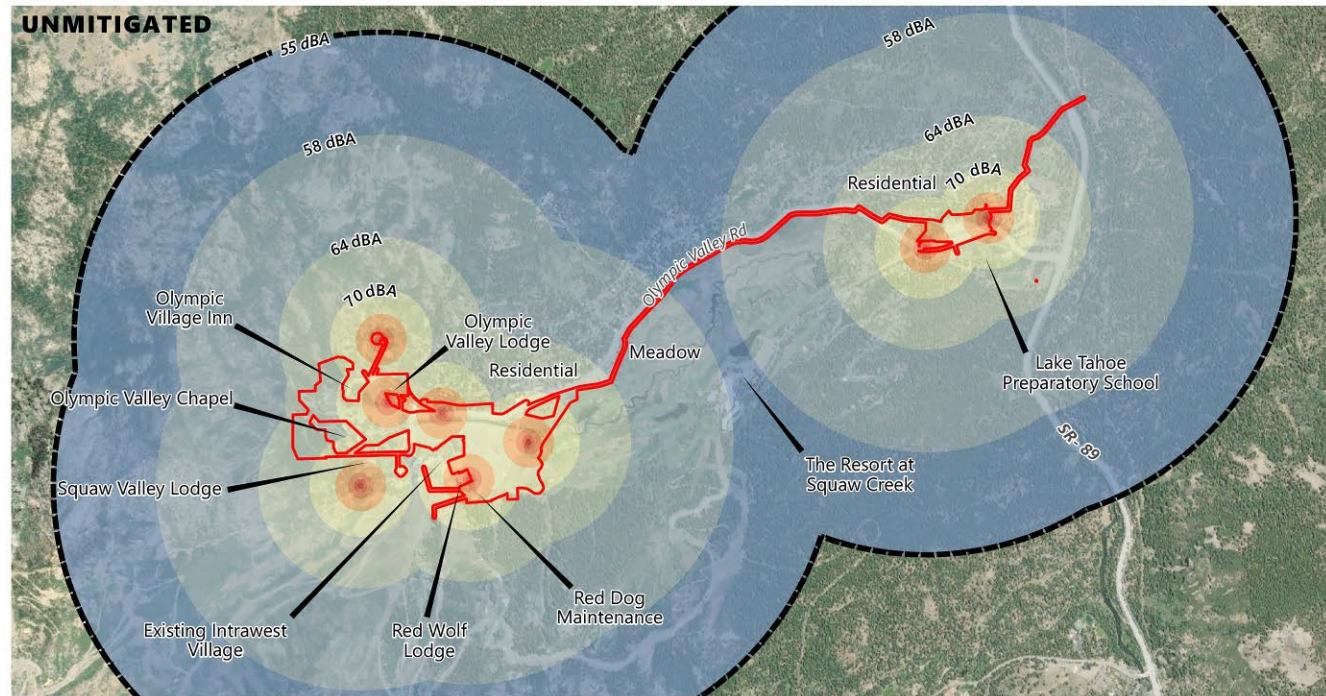 UNMITIGATED
55 dBA
58 dBA
58 dBA
64 dBA
70 dBA
Residential
64 dBA
70 dBA
Olympic
Village Inn
Olympic
Valley Lodge
Residential
Olympic Valley Rd
Meadow
Lake Tahoe
Preparatory School
Olympic Valley Chapel
SR- 89
The Resort at
Squaw Creek
Squaw Valley Lodge
Red Dog
Maintenance
Existing Intrawest
Village
Red Wolf
Lodge